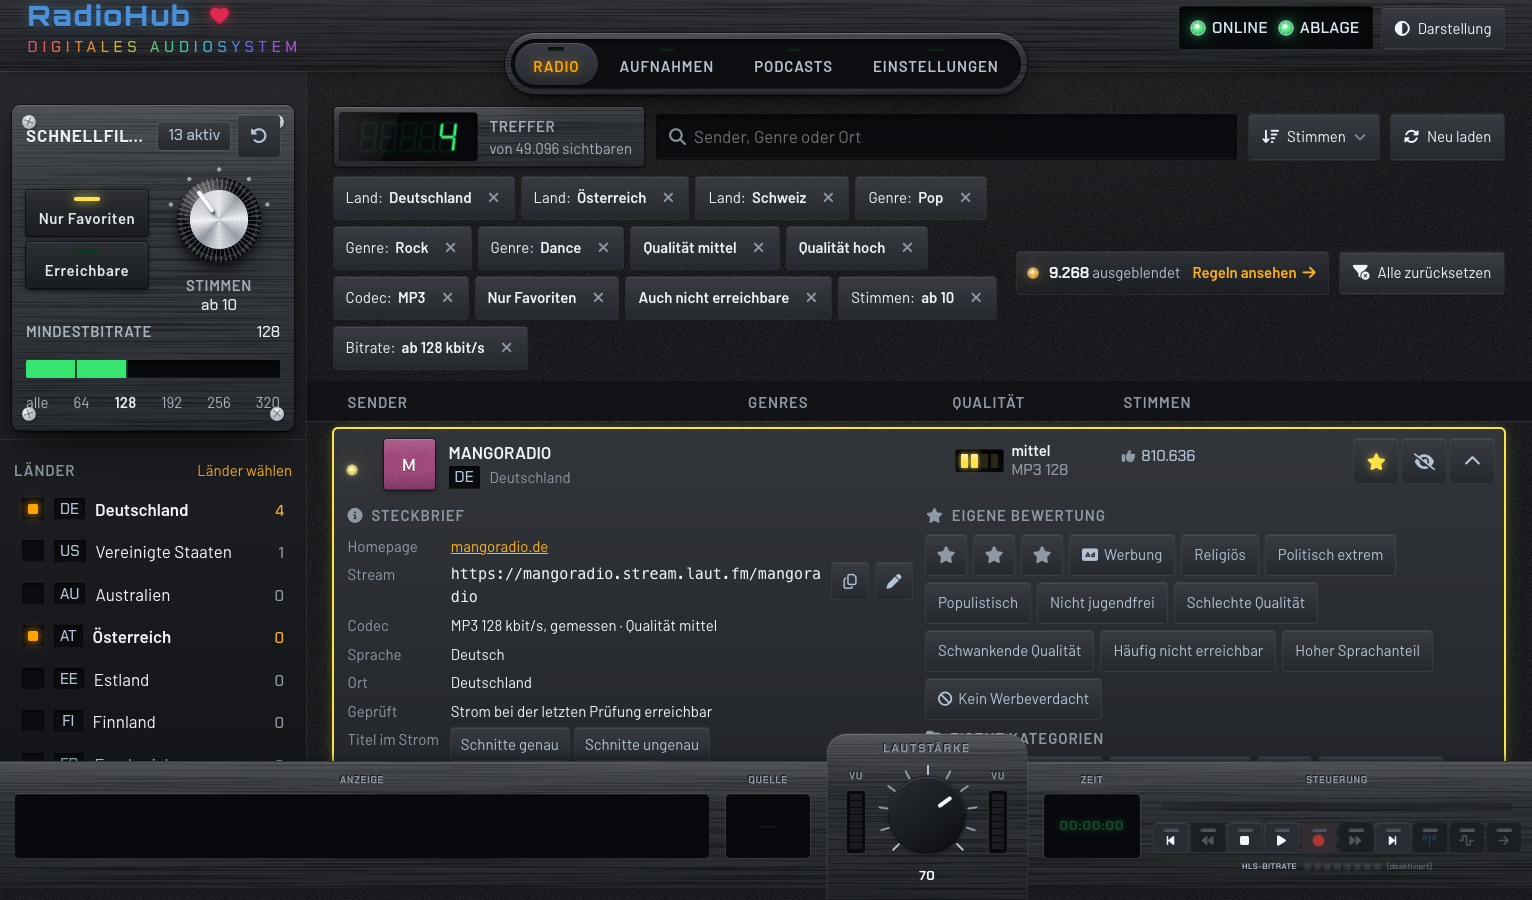 RadioHub
DIGITALES AUDIOSYSTEM
RADIO AUFNAHMEN PODCASTS EINSTELLUNGEN
ONLINE ABLAGE Darstellung
SCHNELLFIL... 13 aktiv
Nur Favoriten
Erreichbare
STIMMEN
ab 10
MINDESTBITRATE 128
alle 64 128 192 256 320
4 TREFFER
von 49.096 sichtbaren
Sender, Genre oder Ort
Stimmen Neu laden
Land: Deutschland Land: Österreich Land: Schweiz Genre: Pop
Genre: Rock Genre: Dance Qualität mittel Qualität hoch
Codec: MP3 Nur Favoriten Auch nicht erreichbare Stimmen: ab 10
Bitrate: ab 128 kbit/s
9.268 ausgeblendet Regeln ansehen Alle zurücksetzen
LÄNDER Länder wählen
DE Deutschland 4
US Vereinigte Staaten 1
AU Australien 0
AT Österreich 0
EE Estland 0
FI Finnland 0
SENDER GENRES QUALITÄT STIMMEN
M MANGORADIO
DE Deutschland
mittel
MP3 128
810.636
STECKBRIEF
Homepage mangoradio.de
Stream https://mangoradio.stream.laut.fm/mangora
dio
Codec MP3 128 kbit/s, gemessen · Qualität mittel
Sprache Deutsch
Ort Deutschland
Geprüft Strom bei der letzten Prüfung erreichbar
Titel im Strom Schnitte genau Schnitte ungenau
EIGENE BEWERTUNG
Ad Werbung Religiös Politisch extrem
Populistisch Nicht jugendfrei Schlechte Qualität
Schwankende Qualität Häufig nicht erreichbar Hoher Sprachanteil
Kein Werbeverdacht
EIGENE KATEGORIEN
ANZEIGE QUELLE LAUTSTÄRKE ZEIT STEUERUNG
VU VU
---
00:00:00
70
HLS-BITRATE [deaktiviert]